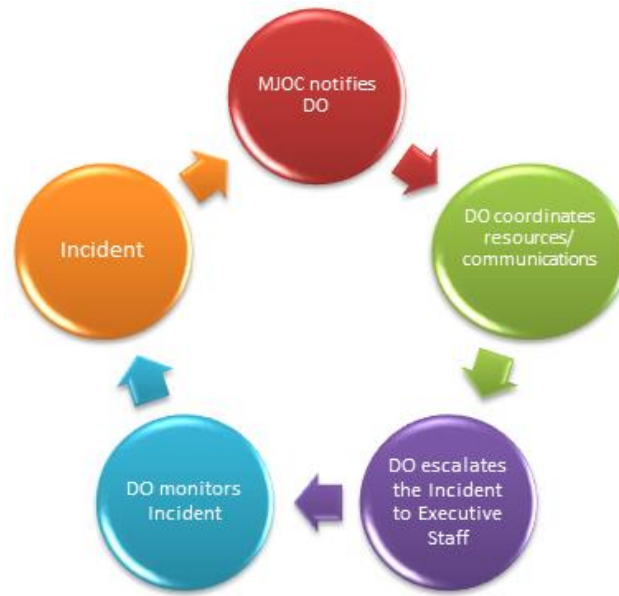 MJOC notifies
DO
DO coordinates
resources/
communications
DO escalates
the Incident
to Executive
Staff
DO monitors
Incident
Incident